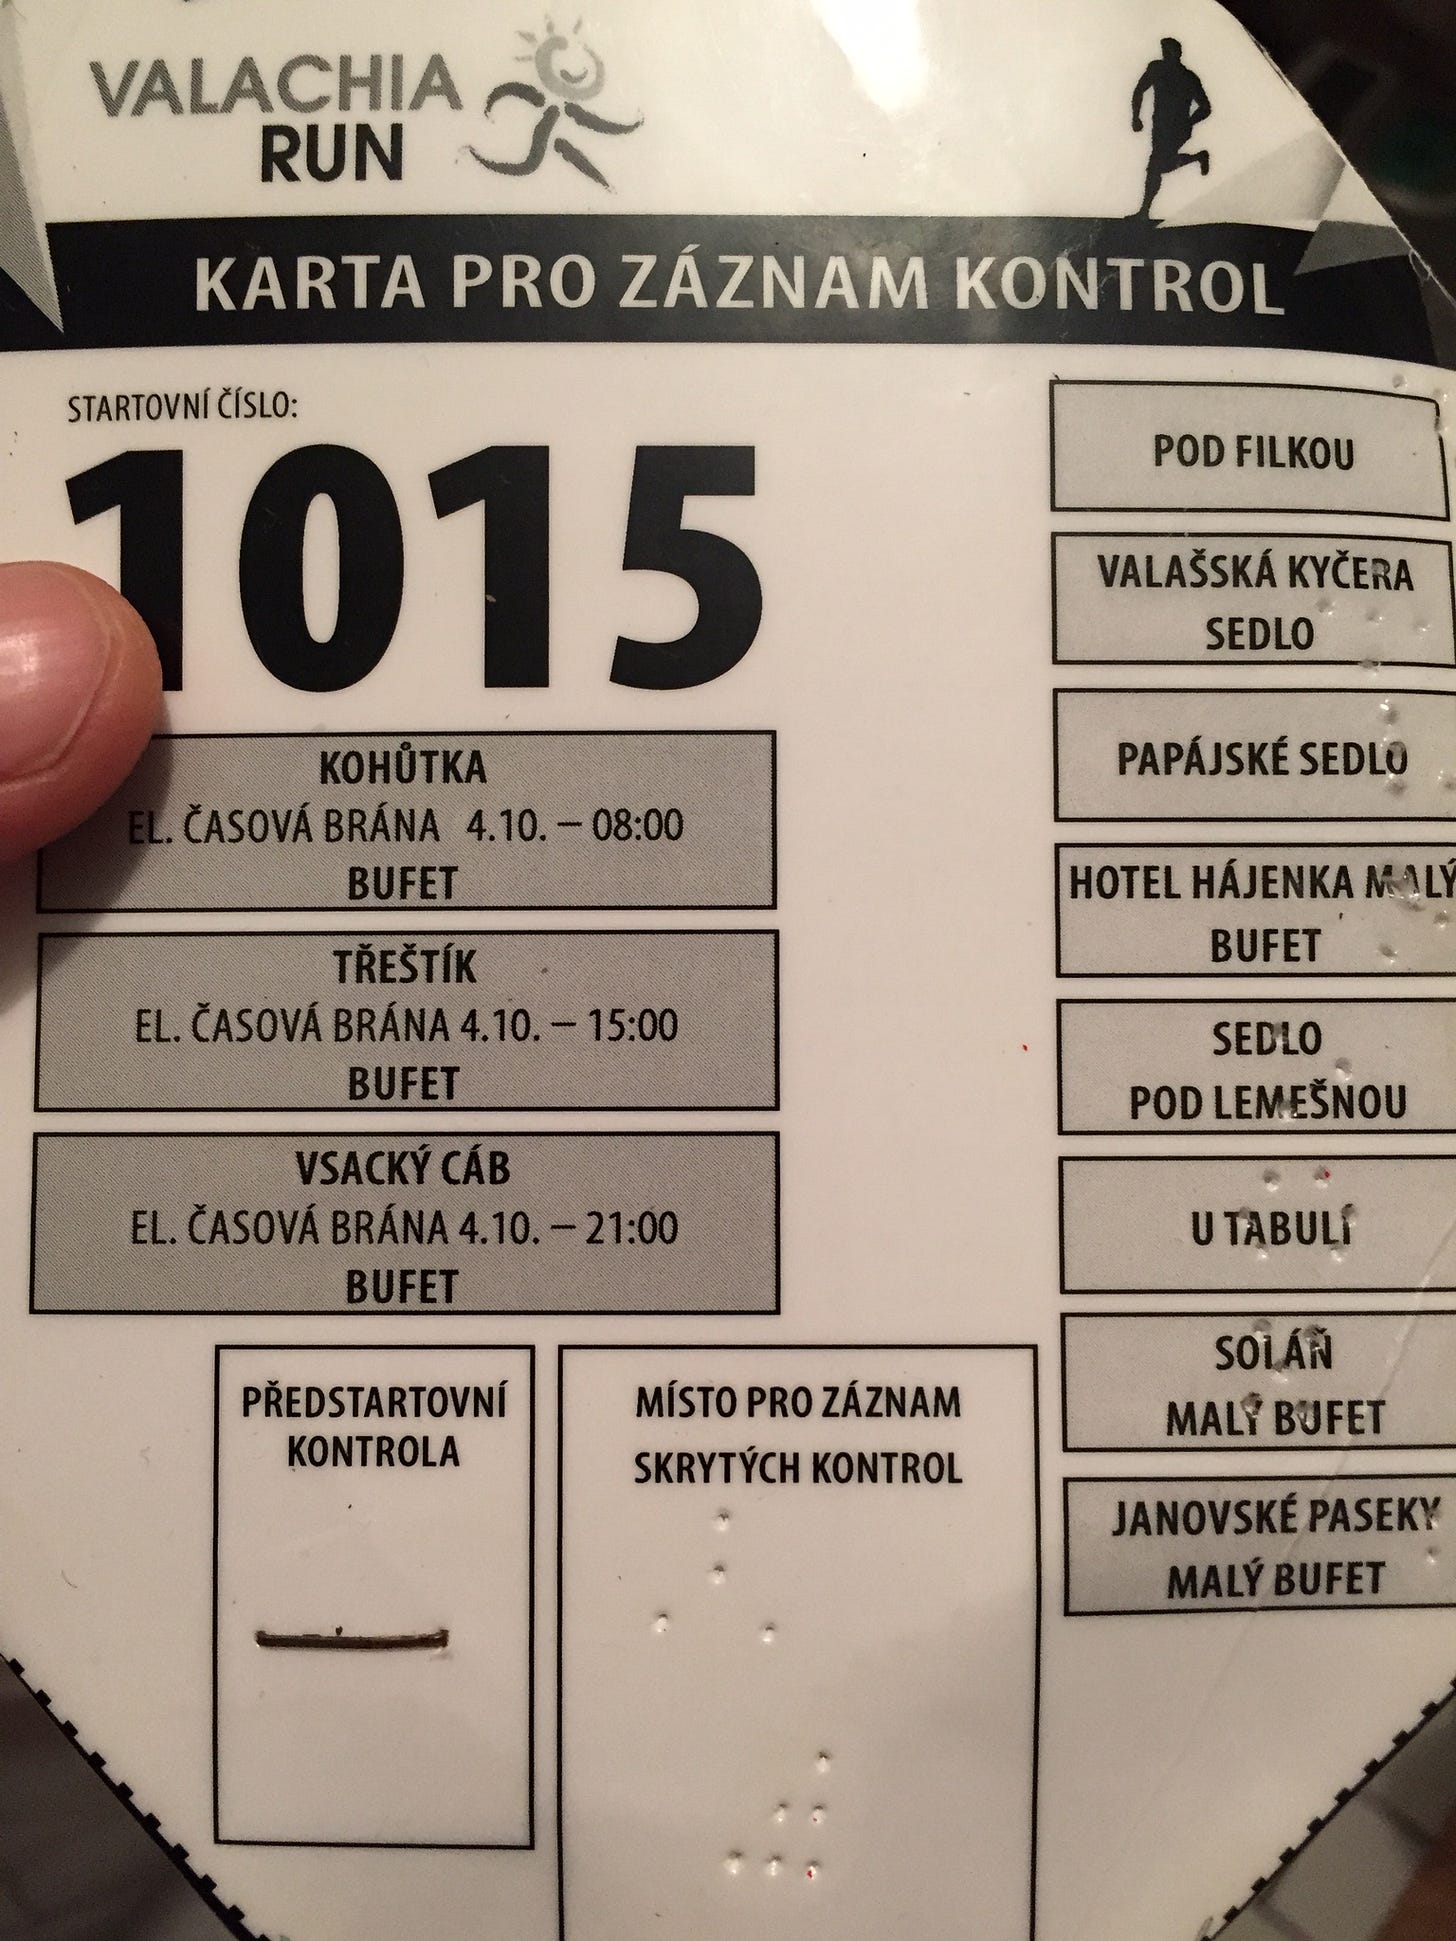 VALACHIA
RUN
KARTA PRO ZÁZNAM KONTROL
STARTOVNÍ ČÍSLO:
1015
KOHŮTKA
EL. ČASOVÁ BRÁNA 4.10. – 08:00
BUFET
TŘEŠTÍK
EL. ČASOVÁ BRÁNA 4.10. – 15:00
BUFET
VSACKÝ CÁB
EL. ČASOVÁ BRÁNA 4.10. – 21:00
BUFET
PŘEDSTARTOVNÍ
KONTROLA
MÍSTO PRO ZÁZNAM
SKRYTÝCH KONTROL
POD FILKOU
VALAŠSKÁ KYČERA
SEDLO
PAPÁJSKÉ SEDLO
HOTEL HÁJENKA MALÝ
BUFET
SEDLO
POD LEMEŠNOU
U TABULÍ
SOLÁŇ
MALÝ BUFET
JANOVSKÉ PASEKY
MALÝ BUFET